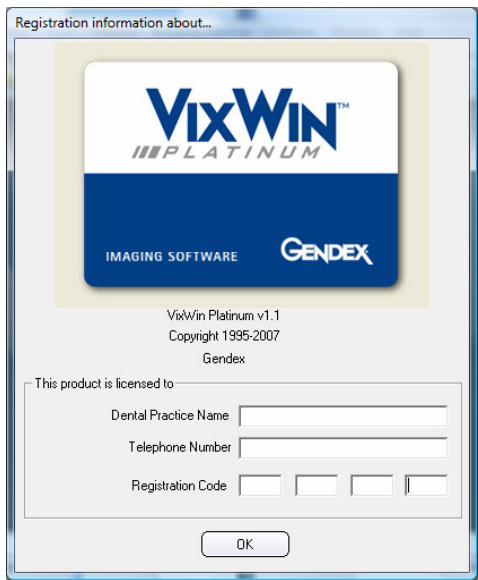 Registration information about...
VIXWIN™
PLATINUM
IMAGING SOFTWARE GENDEX
VixWin Platinum v1.1
Copyright 1995-2007
Gendex
This product is licensed to
Dental Practice Name
Telephone Number
Registration Code
OK